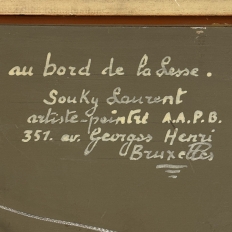 au bord de la Lesse.
Souky Laurent
artiste-peintre A.A.P.B.
351. av. Georges Henri
Bruxelles